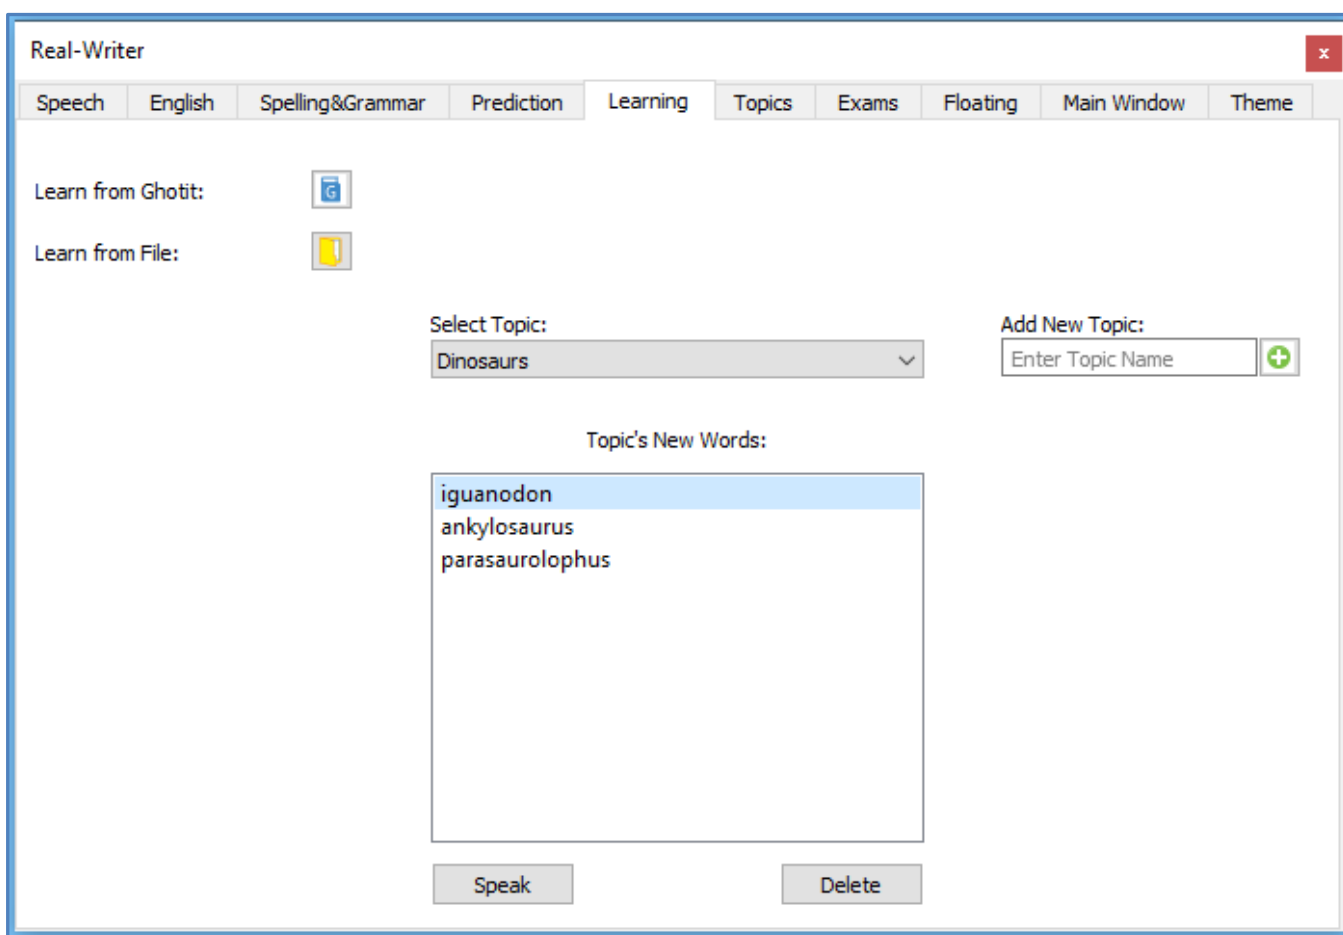 Real-Writer x
Speech English Spelling&Grammar Prediction Learning Topics Exams Floating Main Window Theme
Learn from Ghotit: G
Learn from File:
Select Topic: Add New Topic:
Dinosaurs Enter Topic Name
Topic's New Words:
iguanodon
ankylosaurus
parasaurolophus
Speak Delete